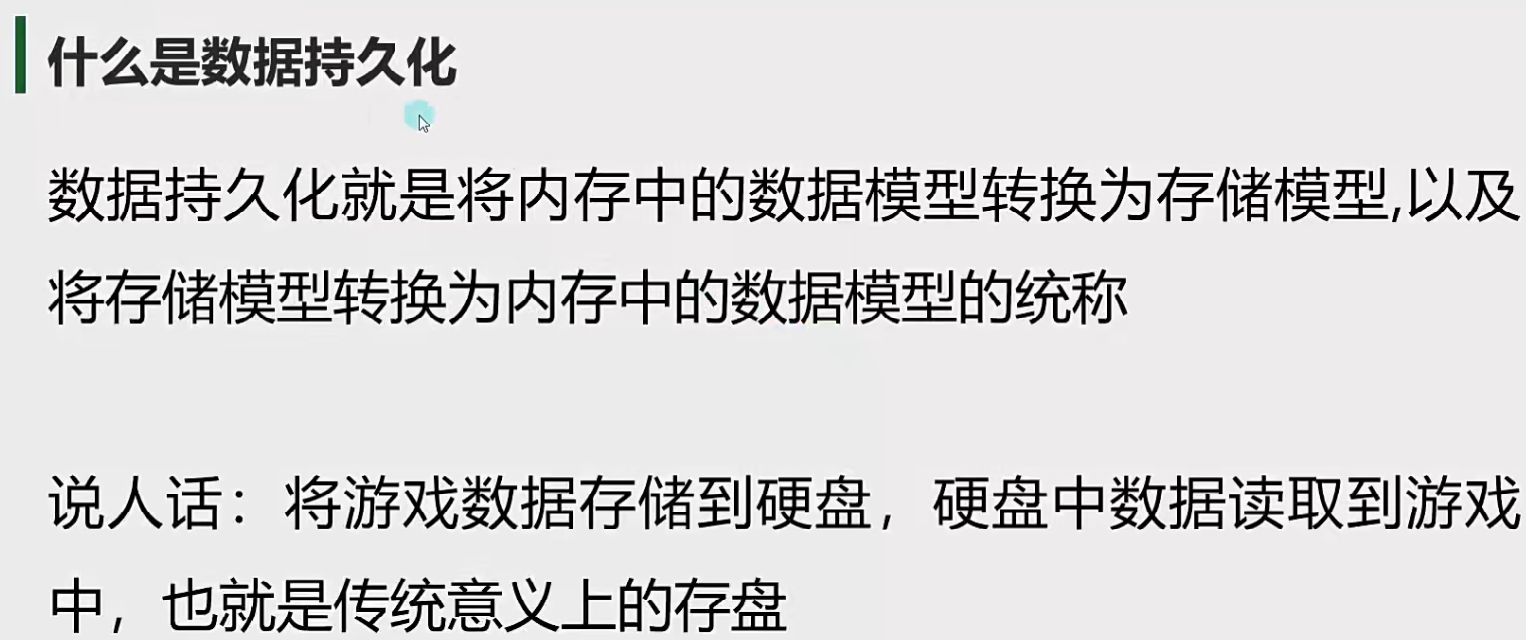 什么是数据持久化
数据持久化就是将内存中的数据模型转换为存储模型,以及
将存储模型转换为内存中的数据模型的统称
说人话：将游戏数据存储到硬盘，硬盘中数据读取到游戏
中，也就是传统意义上的存盘